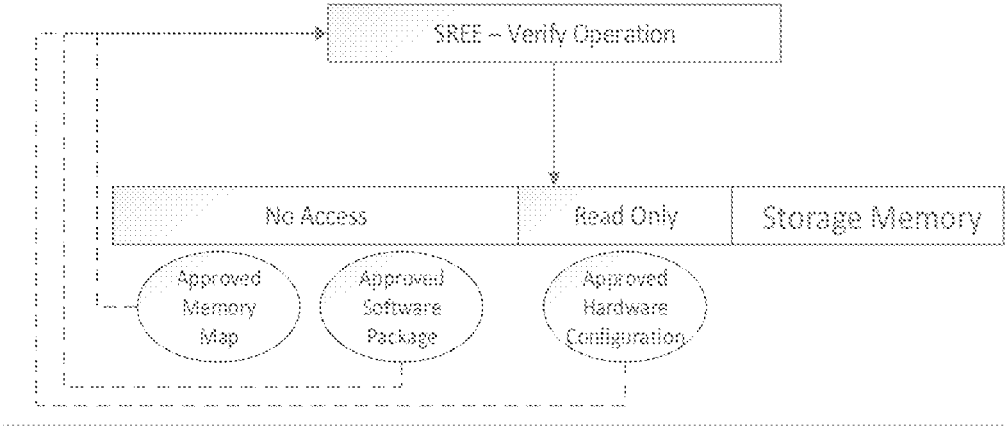 SREE – Verify Operation
No Access
Read Only
Storage Memory
Approved
Memory
Map
Approved
Software
Package
Approved
Hardware
Configuration